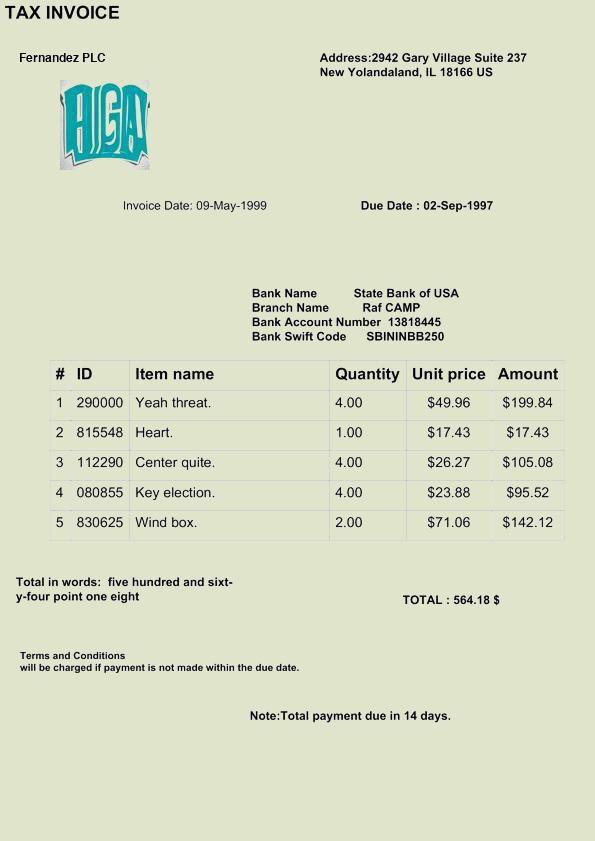 TAX INVOICE
Fernandez PLC
Address:2942 Gary Village Suite 237
New Yolandaland, IL 18166 US
Invoice Date: 09-May-1999 Due Date : 02-Sep-1997
Bank Name State Bank of USA
Branch Name Raf CAMP
Bank Account Number 13818445
Bank Swift Code SBININBB250
# ID Item name Quantity Unit price Amount
1 290000 Yeah threat. 4.00 $49.96 $199.84
2 815548 Heart. 1.00 $17.43 $17.43
3 112290 Center quite. 4.00 $26.27 $105.08
4 080855 Key election. 4.00 $23.88 $95.52
5 830625 Wind box. 2.00 $71.06 $142.12
Total in words: five hundred and sixt-
y-four point one eight
TOTAL : 564.18 $
Terms and Conditions
will be charged if payment is not made within the due date.
Note:Total payment due in 14 days.